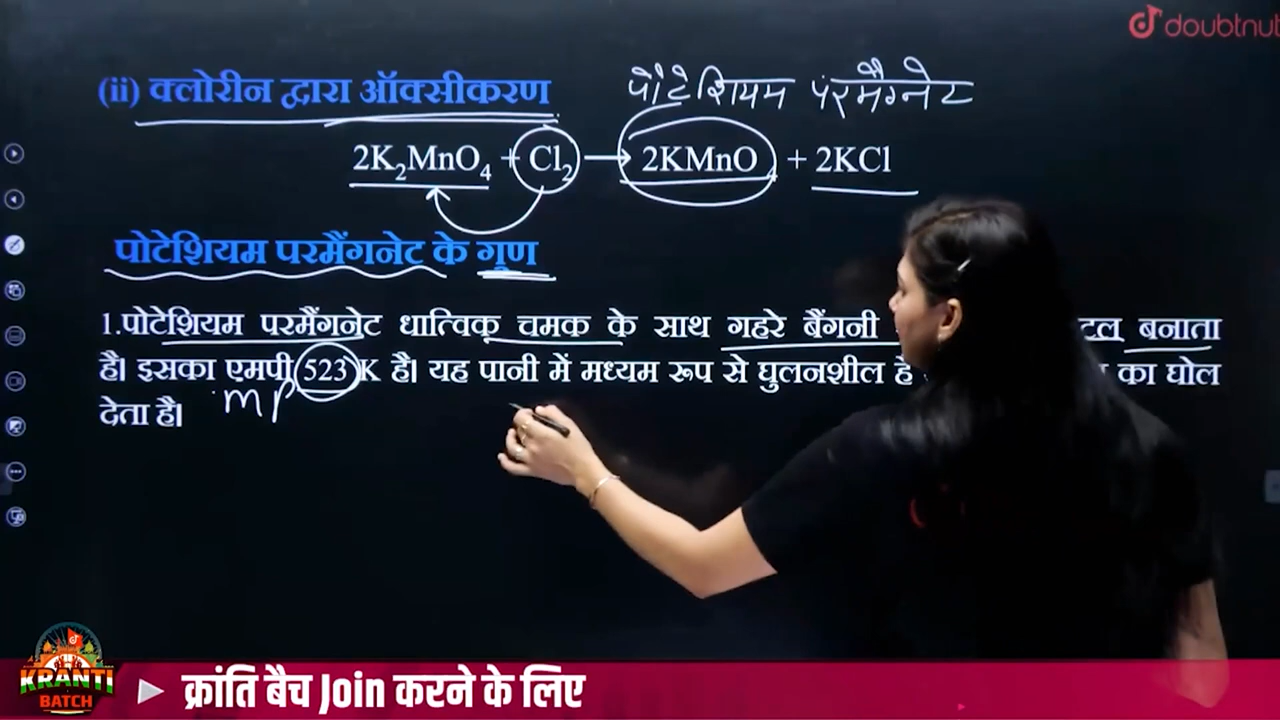 doubtnut
(ii) क्लोरीन द्वारा ऑक्सीकरण
पोटेशियम परमैग्नेट
2K₂MnO₄ + Cl₂ → 2KMnO + 2KCl
पोटेशियम परमैंगनेट के गुण
1.पोटेशियम परमैंगनेट धात्विक चमक के साथ गहरे बैंगनी बनाता
है। इसका एमपी 523 K है। यह पानी में मध्यम रूप से घुलनशील है का घोल
mp
देता है।
KRANTI
BATCH
क्रांति बैच Join करने के लिए